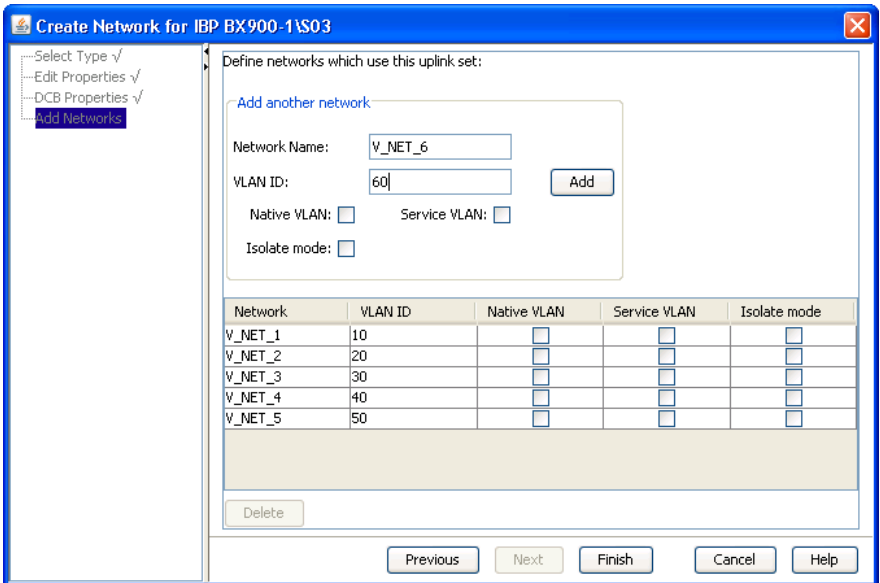 Create Network for IBP BX900-1\S03
Select Type √
Edit Properties √
DCB Properties √
Add Networks
Define networks which use this uplink set:
Add another network
Network Name: V_NET_6
VLAN ID: 60 Add
Native VLAN: Service VLAN:
Isolate mode:
Network VLAN ID Native VLAN Service VLAN Isolate mode
V_NET_1 10
V_NET_2 20
V_NET_3 30
V_NET_4 40
V_NET_5 50
Delete
Previous Next Finish Cancel Help